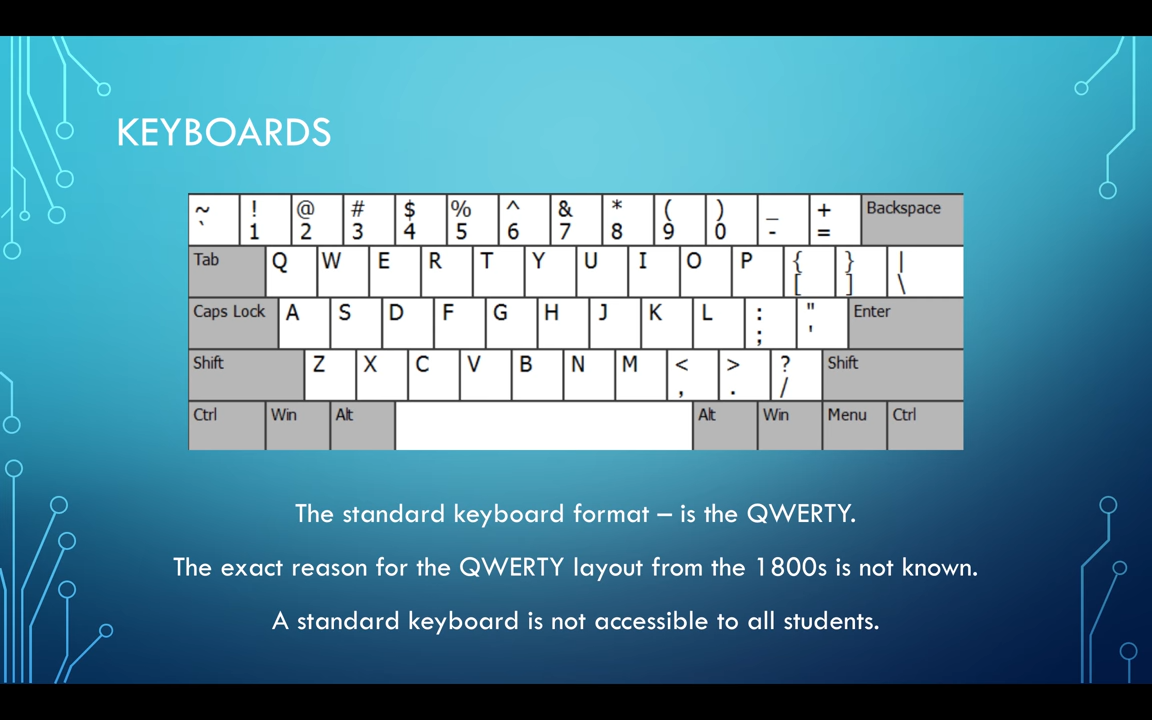 KEYBOARDS
~ ! @ # $ % ^ & * ( ) _ + Backspace
` 1 2 3 4 5 6 7 8 9 0 - =
Tab Q W E R T Y U I O P { } |
[ ] \
Caps Lock A S D F G H J K L : " Enter
; '
Shift Z X C V B N M < > ? Shift
, . /
Ctrl Win Alt Alt Win Menu Ctrl
The standard keyboard format – is the QWERTY.
The exact reason for the QWERTY layout from the 1800s is not known.
A standard keyboard is not accessible to all students.